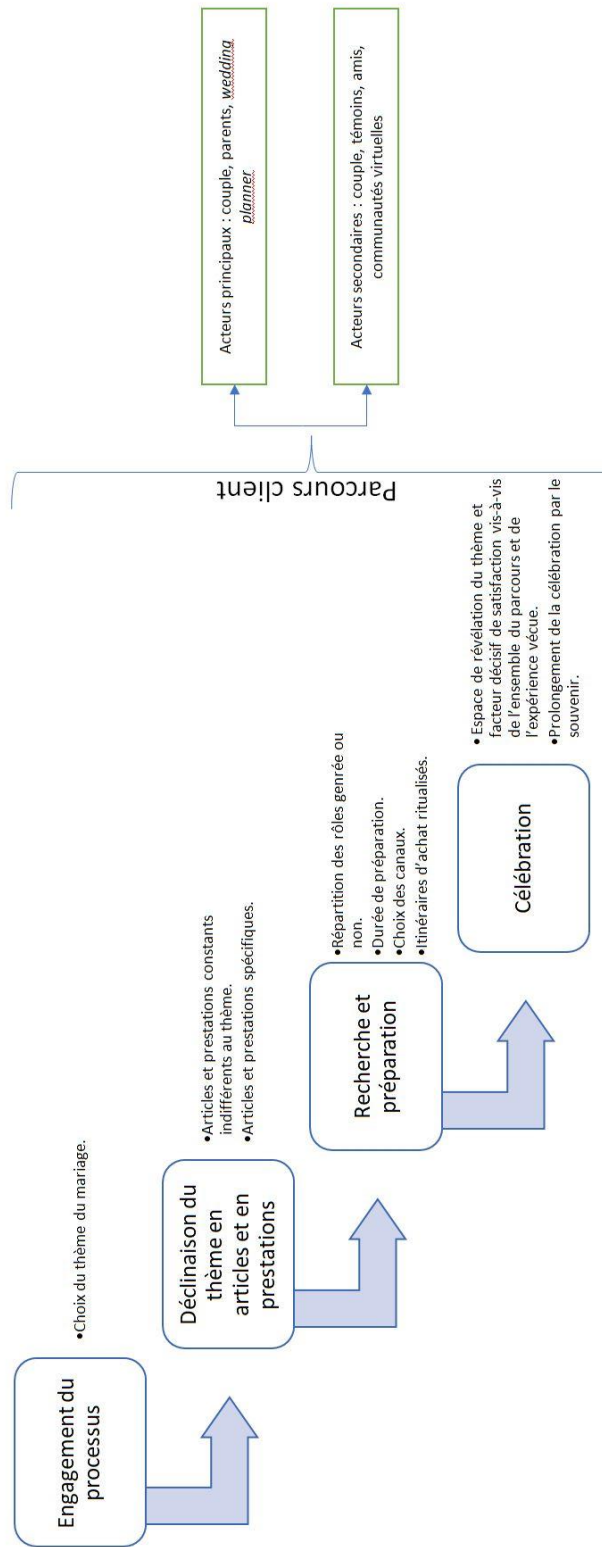 Engagement du
processus
•Choix du thème du mariage.
Déclinaison du
thème en
articles et en
prestations
•Articles et prestations constants
indifférents au thème.
•Articles et prestations spécifiques.
Recherche et
préparation
•Répartition des rôles genrée ou
non.
•Durée de préparation.
•Choix des canaux.
•Itinéraires d'achat ritualisés.
Célébration
•Espace de révélation du thème et
facteur décisif de satisfaction vis-à-vis
de l'ensemble du parcours et de
l'expérience vécue.
•Prolongement de la célébration par le
souvenir.
Parcours client
Acteurs principaux : couple, parents, wedding
planner
Acteurs secondaires : couple, témoins, amis,
communautés virtuelles